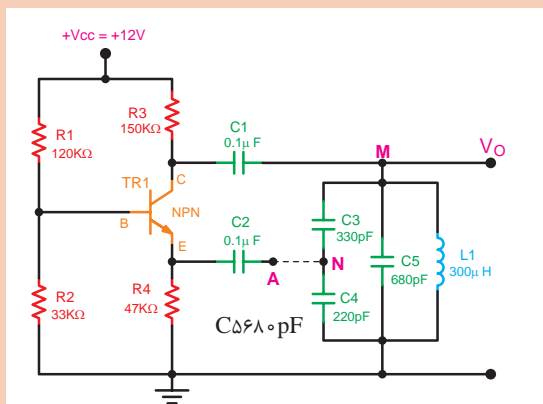 +Vcc = +12V
R3
150KΩ
R1
120KΩ
C1
0.1μ F
M
V_O
TR1
C
B
NPN
E
C2
0.1μ F
C3
330pF
N
A
C5
680pF
L1
300μ H
R2
33KΩ
R4
47KΩ
C4
220pF
C۵۶۸۰pF